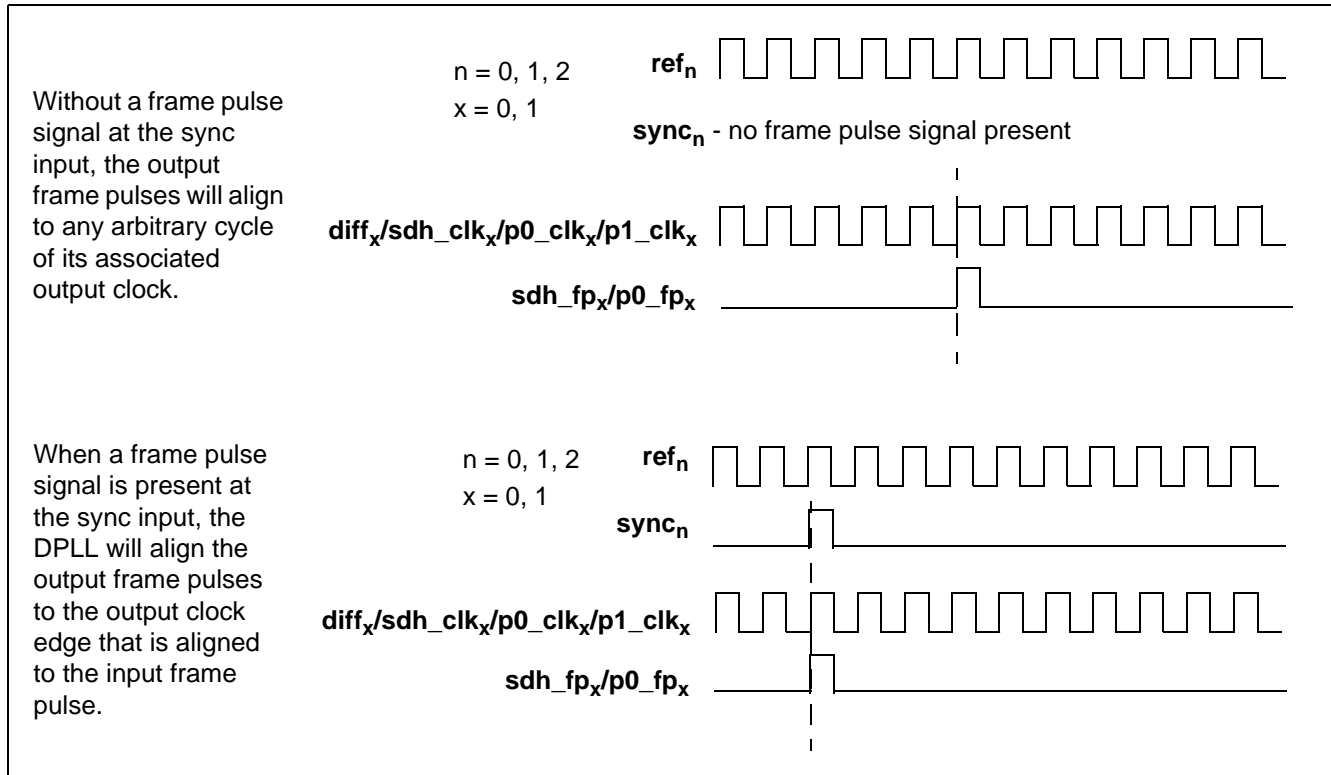 Without a frame pulse
signal at the sync
input, the output
frame pulses will align
to any arbitrary cycle
of its associated
output clock.
n = 0, 1, 2
x = 0, 1
refn
syncn - no frame pulse signal present
diffx/sdh_clkx/p0_clkx/p1_clkx
sdh_fpx/p0_fpx
When a frame pulse
signal is present at
the sync input, the
DPLL will align the
output frame pulses
to the output clock
edge that is aligned
to the input frame
pulse.
n = 0, 1, 2
x = 0, 1
refn
syncn
diffx/sdh_clkx/p0_clkx/p1_clkx
sdh_fpx/p0_fpx